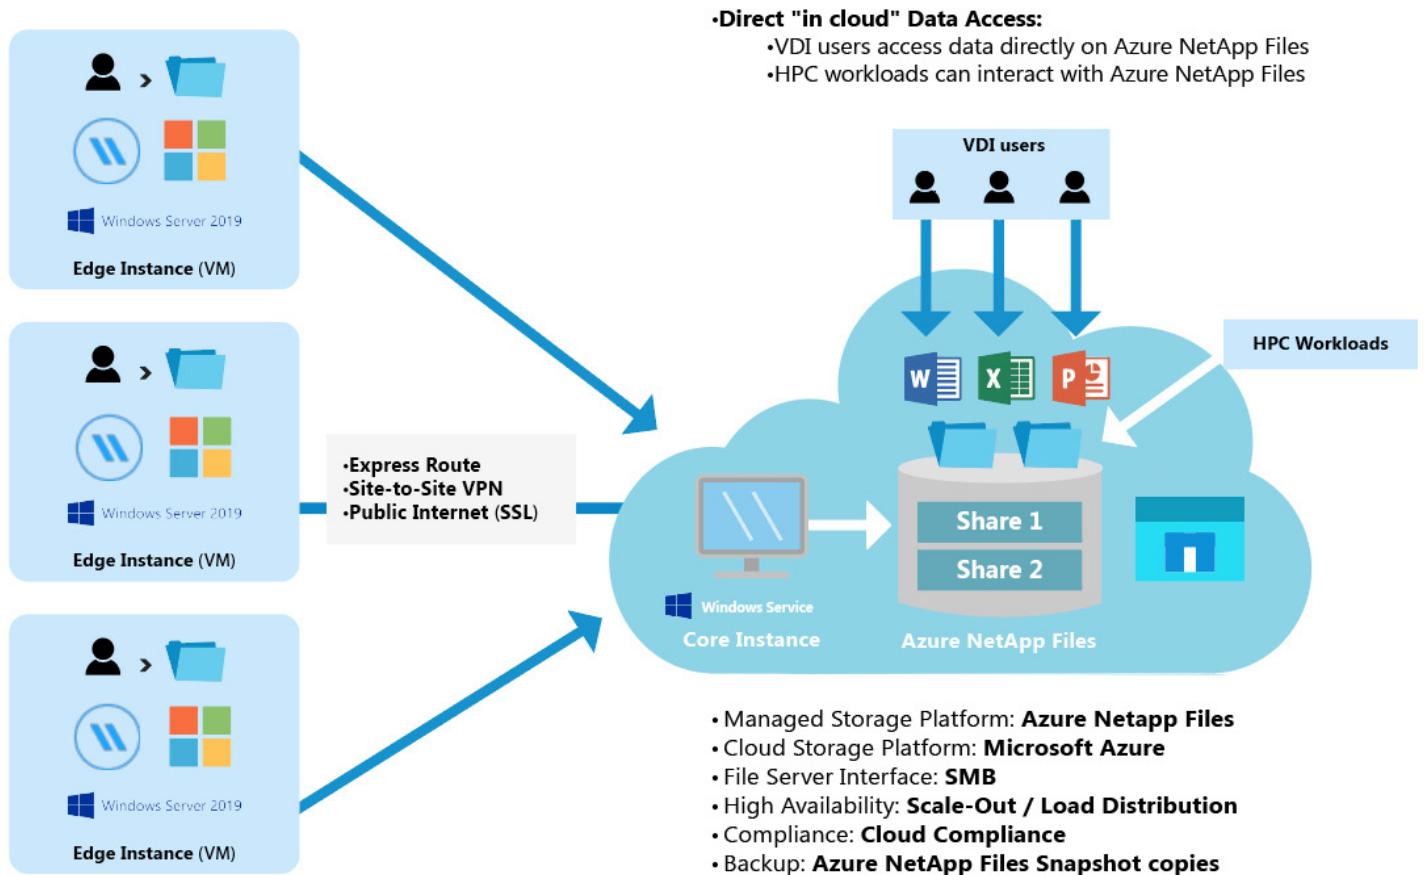 •Direct "in cloud" Data Access:
•VDI users access data directly on Azure NetApp Files
•HPC workloads can interact with Azure NetApp Files
Windows Server 2019
Edge Instance (VM)
Windows Server 2019
Edge Instance (VM)
Windows Server 2019
Edge Instance (VM)
•Express Route
•Site-to-Site VPN
•Public Internet (SSL)
VDI users
HPC Workloads
W
X
P
Share 1
Share 2
Windows Service
Core Instance
Azure NetApp Files
• Managed Storage Platform: Azure Netapp Files
• Cloud Storage Platform: Microsoft Azure
• File Server Interface: SMB
• High Availability: Scale-Out / Load Distribution
• Compliance: Cloud Compliance
• Backup: Azure NetApp Files Snapshot copies